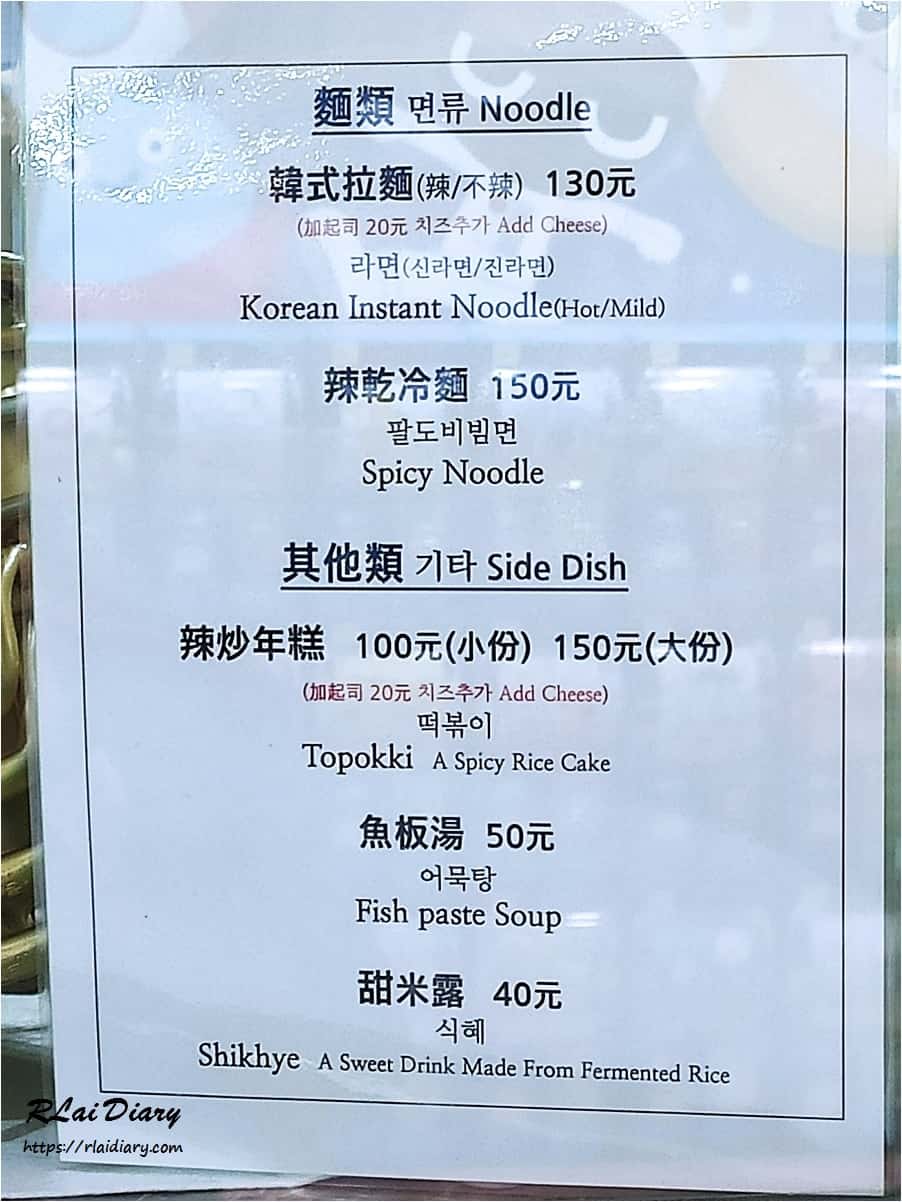 麵類 면류 Noodle
韓式拉麵(辣/不辣) 130元
(加起司 20元 치즈추가 Add Cheese)
라면(신라면/진라면)
Korean Instant Noodle(Hot/Mild)
辣乾冷麵 150元
팔도비빔면
Spicy Noodle
其他類 기타 Side Dish
辣炒年糕 100元(小份) 150元(大份)
(加起司 20元 치즈추가 Add Cheese)
떡볶이
Topokki A Spicy Rice Cake
魚板湯 50元
어묵탕
Fish paste Soup
甜米露 40元
식혜
Shikhye A Sweet Drink Made From Fermented Rice
RLai Diary
https://rlaidiary.com